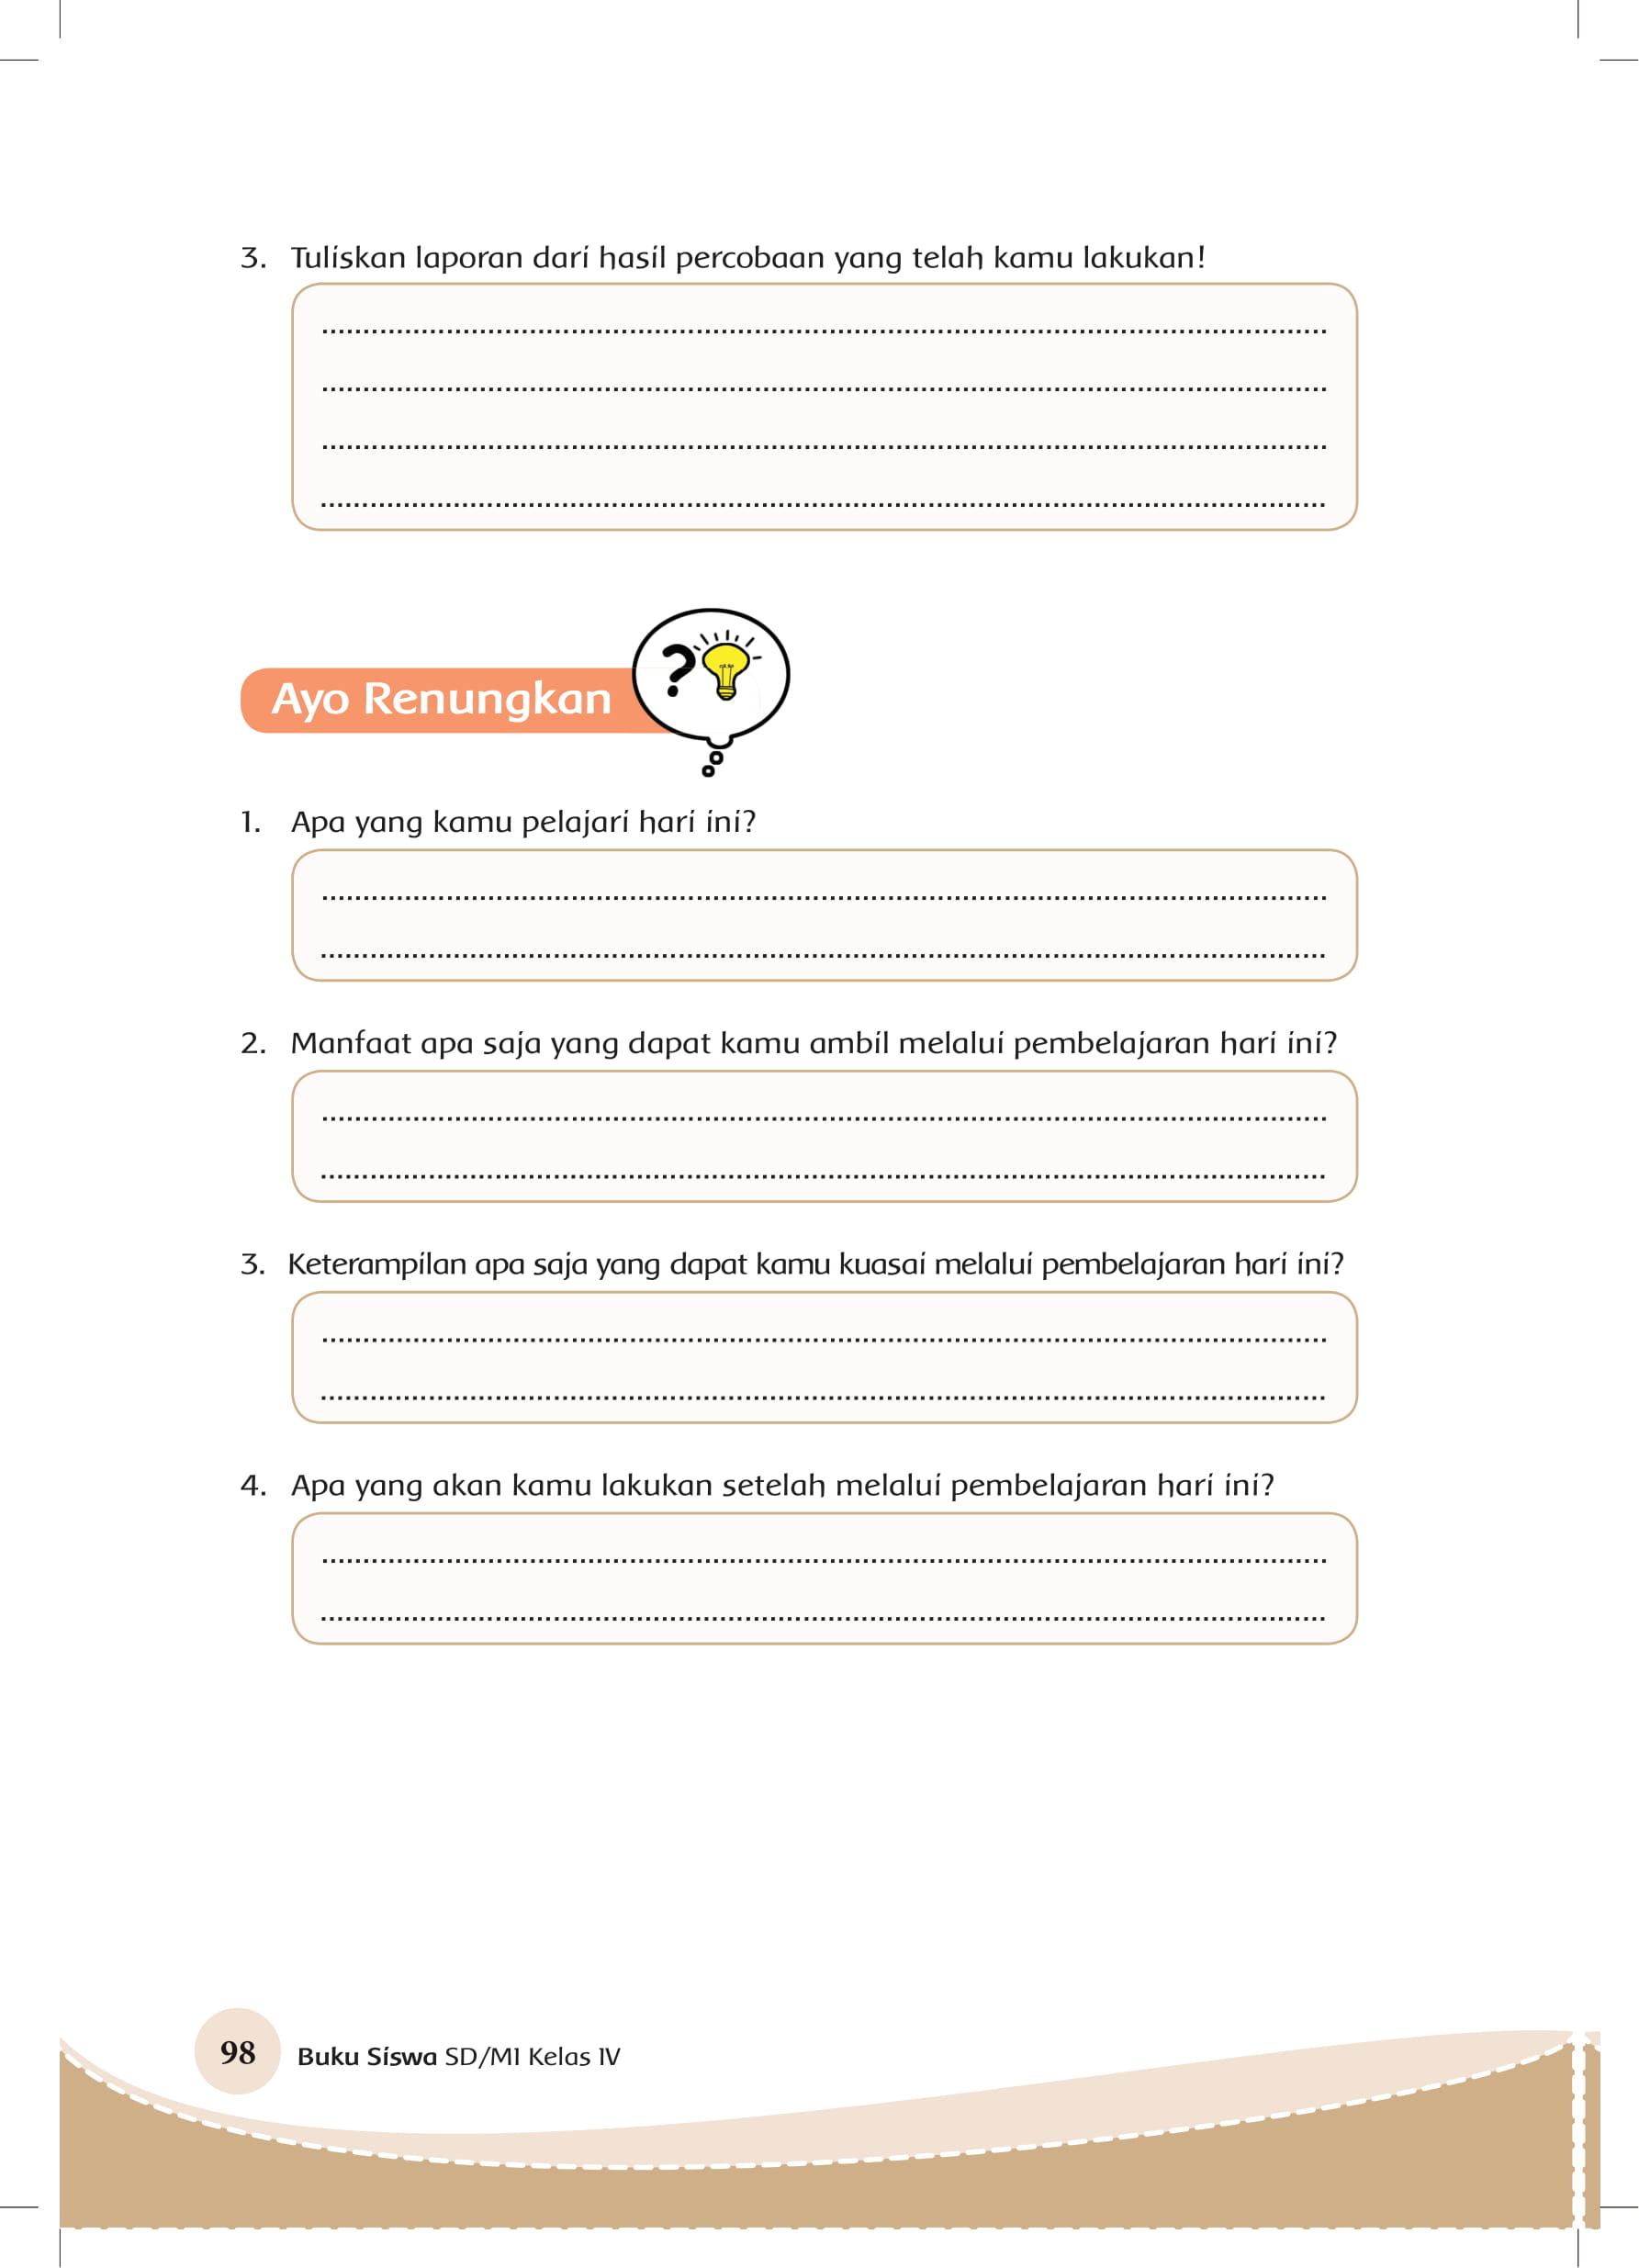 3. Tuliskan laporan dari hasil percobaan yang telah kamu lakukan!
Ayo Renungkan
?
1. Apa yang kamu pelajari hari ini?
2. Manfaat apa saja yang dapat kamu ambil melalui pembelajaran hari ini?
3. Keterampilan apa saja yang dapat kamu kuasai melalui pembelajaran hari ini?
4. Apa yang akan kamu lakukan setelah melalui pembelajaran hari ini?
98 Buku Siswa SD/MI Kelas IV